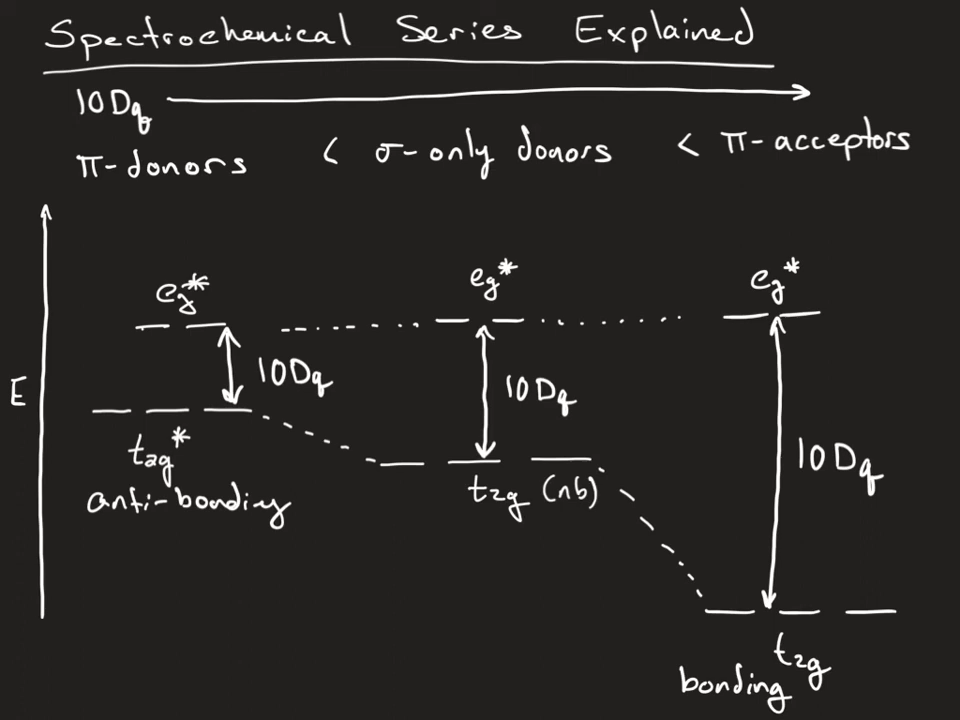 Spectrochemical Series Explained
10Dq
π-donors < σ-only donors < π-acceptors
eg* eg* eg*
E
10Dq 10Dq 10Dq
t2g* t2g (nb)
anti-bonding
t2g
bonding